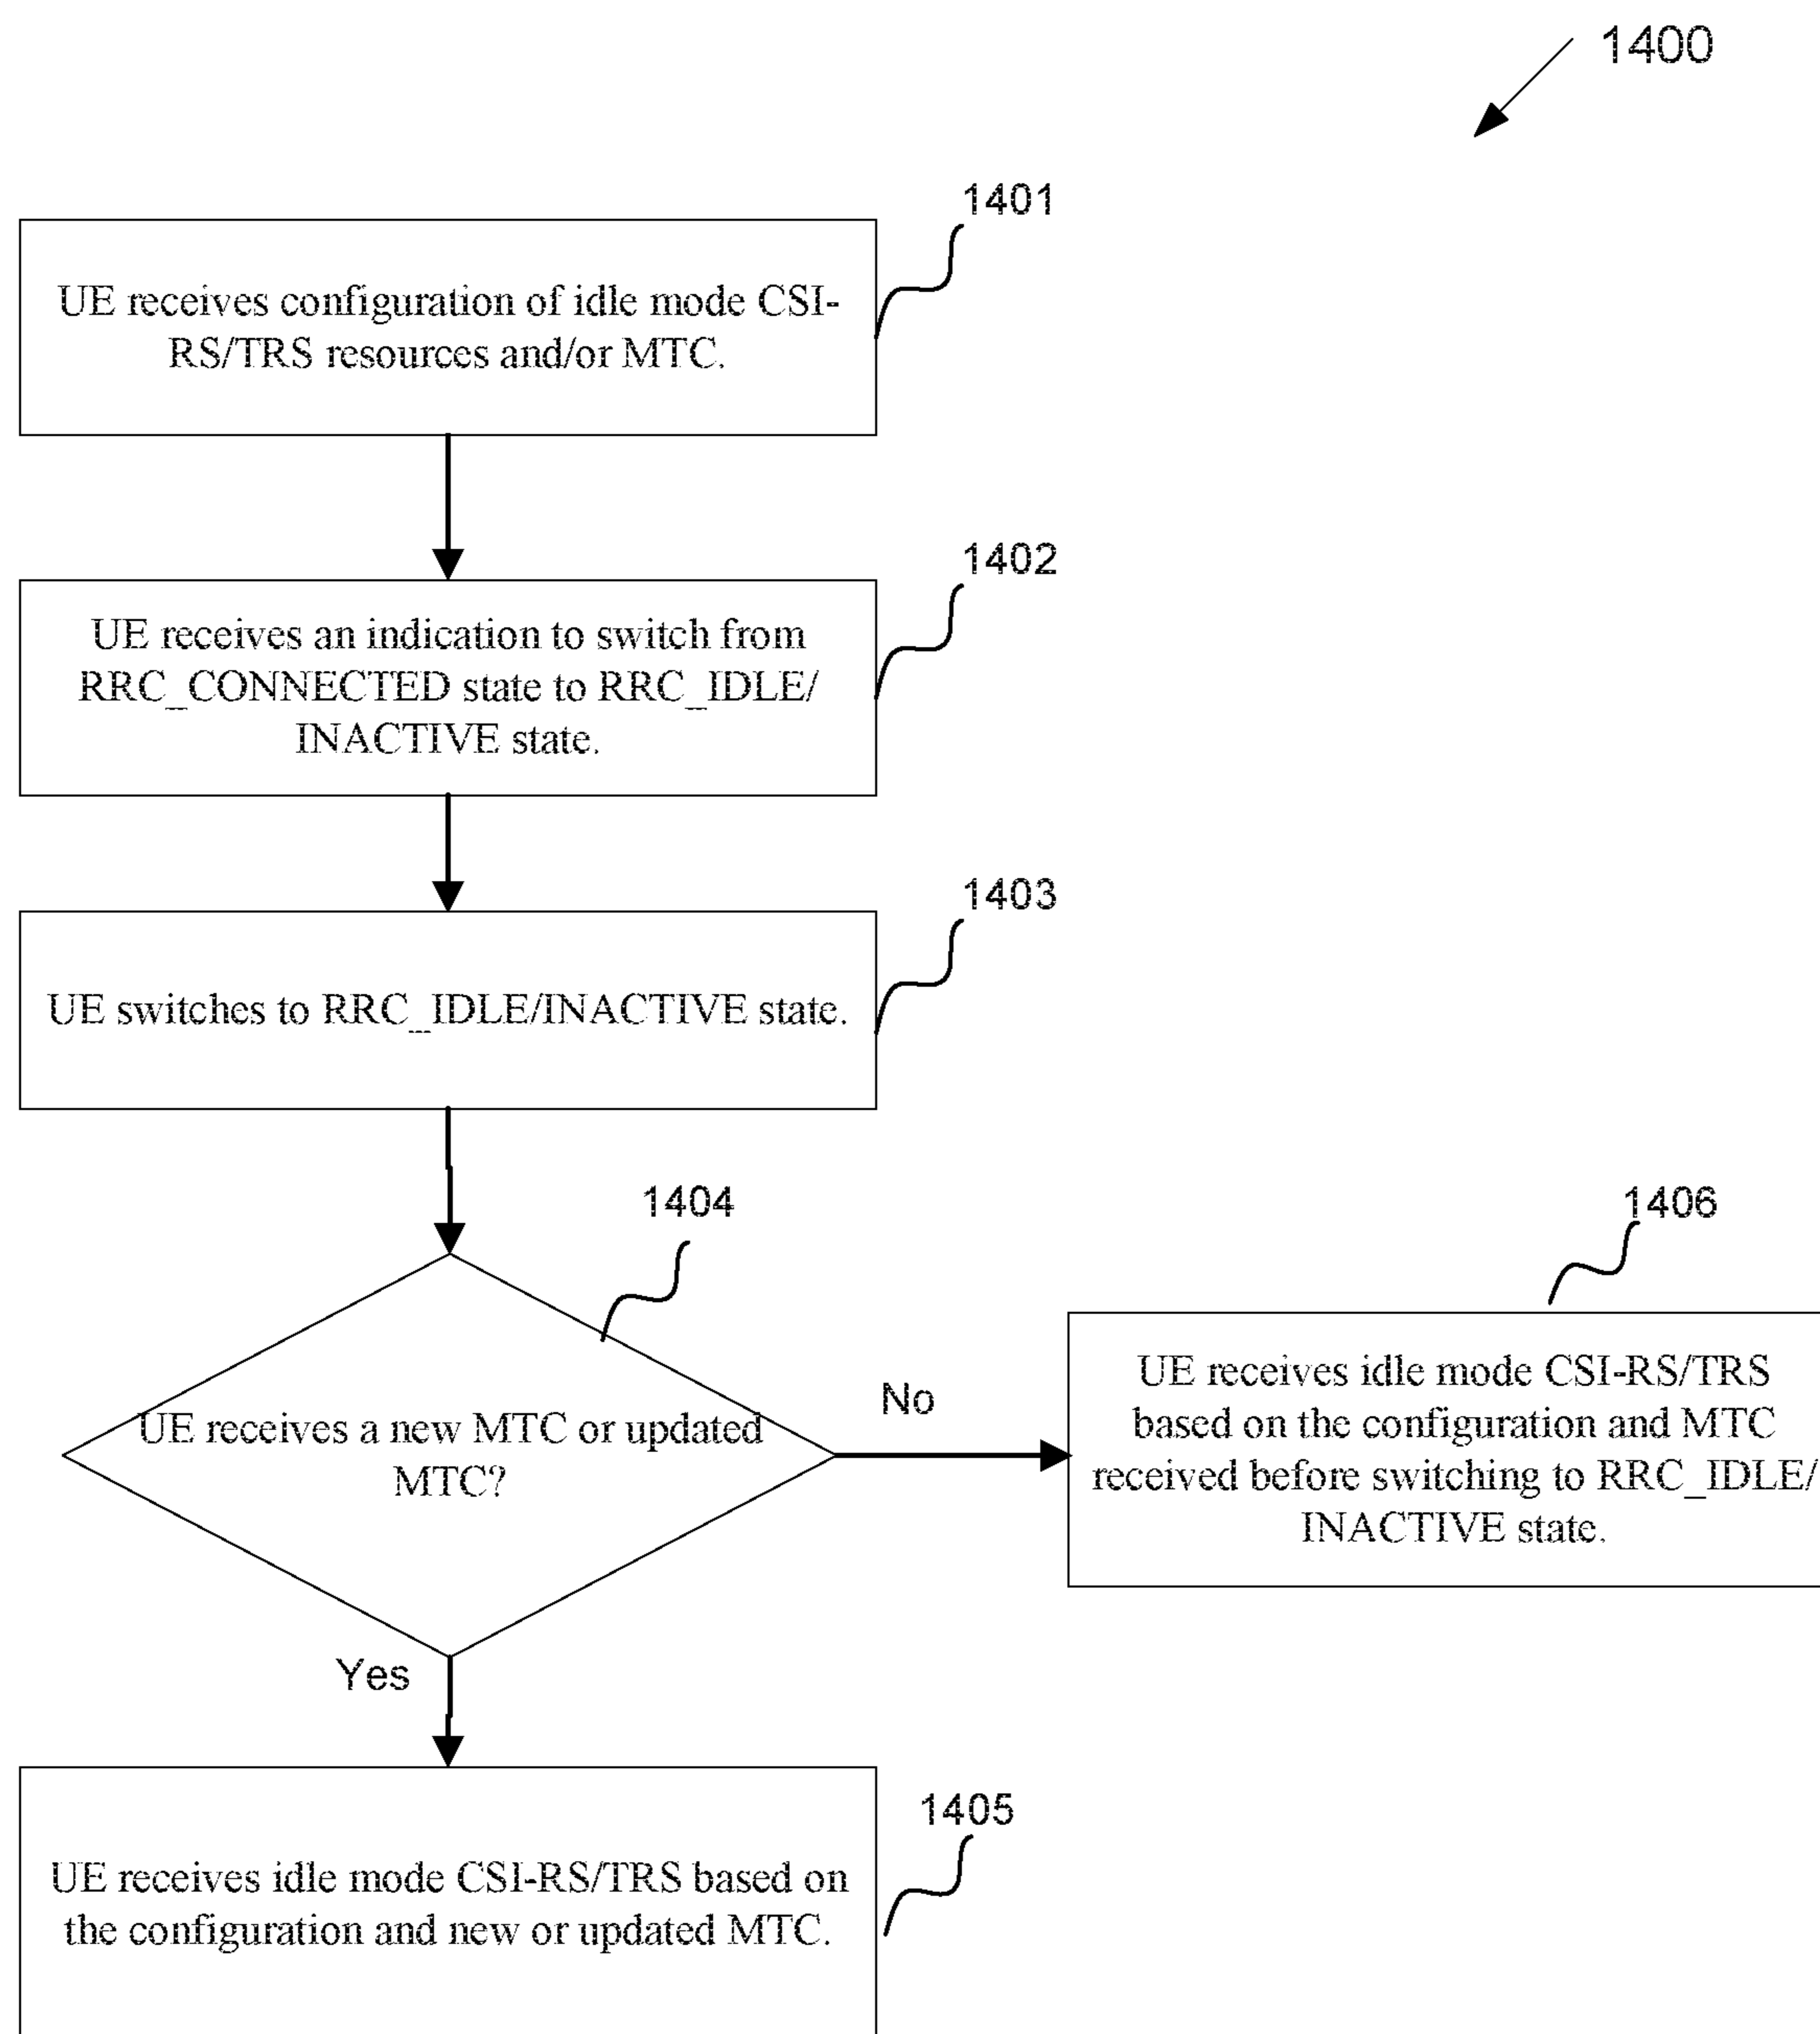 1400
1401
UE receives configuration of idle mode CSI-
RS/TRS resources and/or MTC.
1402
UE receives an indication to switch from
RRC_CONNECTED state to RRC_IDLE/
INACTIVE state.
1403
UE switches to RRC_IDLE/INACTIVE state.
1404
UE receives a new MTC or updated
MTC?
No
1406
UE receives idle mode CSI-RS/TRS
based on the configuration and MTC
received before switching to RRC_IDLE/
INACTIVE state.
Yes
1405
UE receives idle mode CSI-RS/TRS based on
the configuration and new or updated MTC.